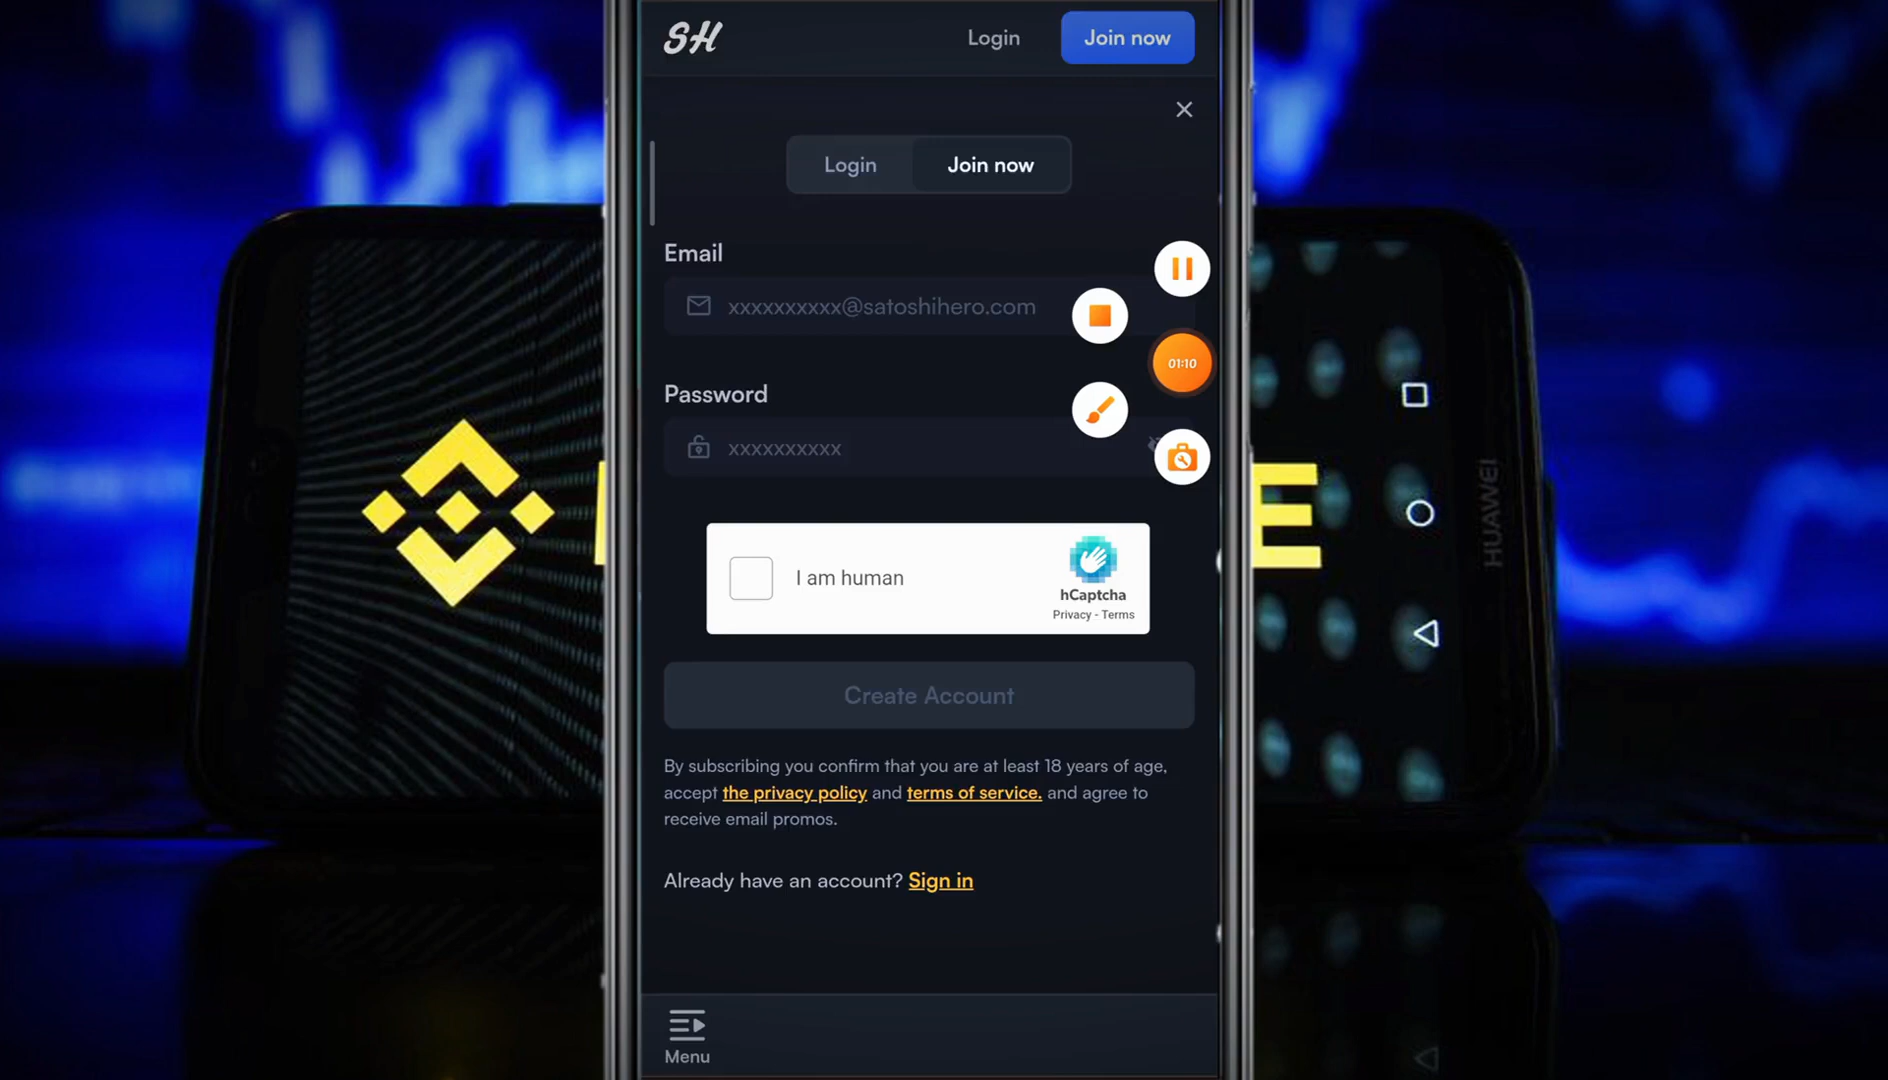 SH
Login
Join now
Login
Join now
Email
xxxxxxxxxx@satoshihero.com
01:10
Password
xxxxxxxxxx
I am human
hCaptcha
Privacy - Terms
Create Account
By subscribing you confirm that you are at least 18 years of age,
accept the privacy policy and terms of service. and agree to
receive email promos.
Already have an account? Sign in
Menu
E
HUAWEI